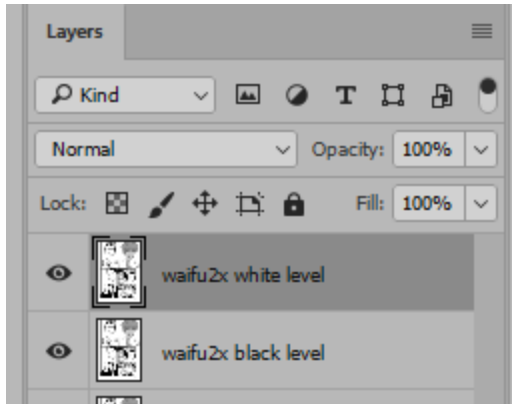 Layers
Kind
T
Normal Opacity: 100%
Lock: Fill: 100%
waifu2x white level
waifu2x black level